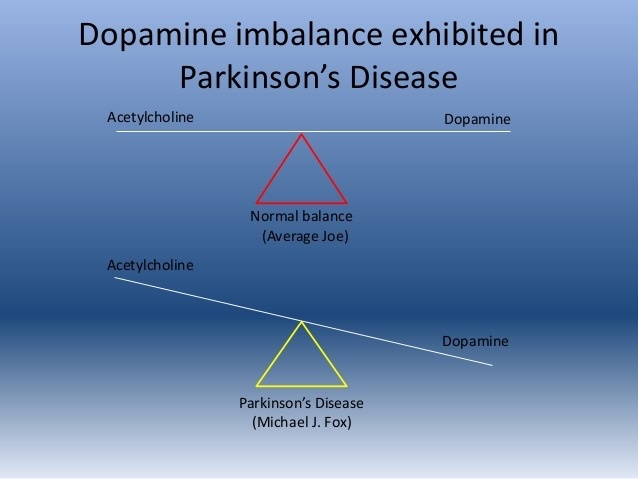 Dopamine imbalance exhibited in
Parkinson’s Disease
Acetylcholine
Dopamine
Normal balance
(Average Joe)
Acetylcholine
Dopamine
Parkinson’s Disease
(Michael J. Fox)